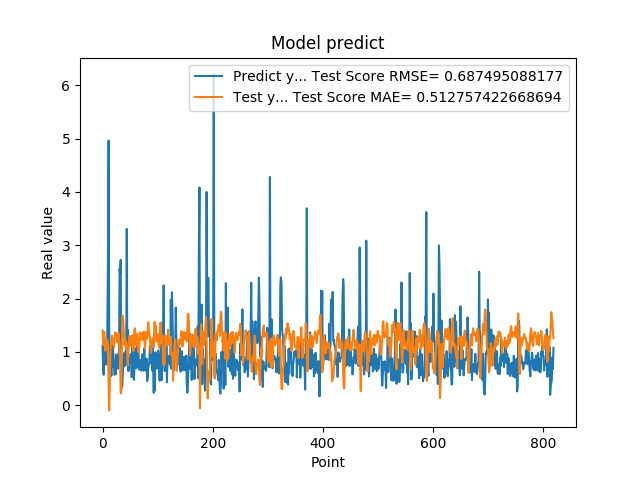 Model predict
Predict y... Test Score RMSE= 0.687495088177
Test y... Test Score MAE= 0.512757422668694
Real value
6
5
4
3
2
1
0
0 200 400 600 800
Point